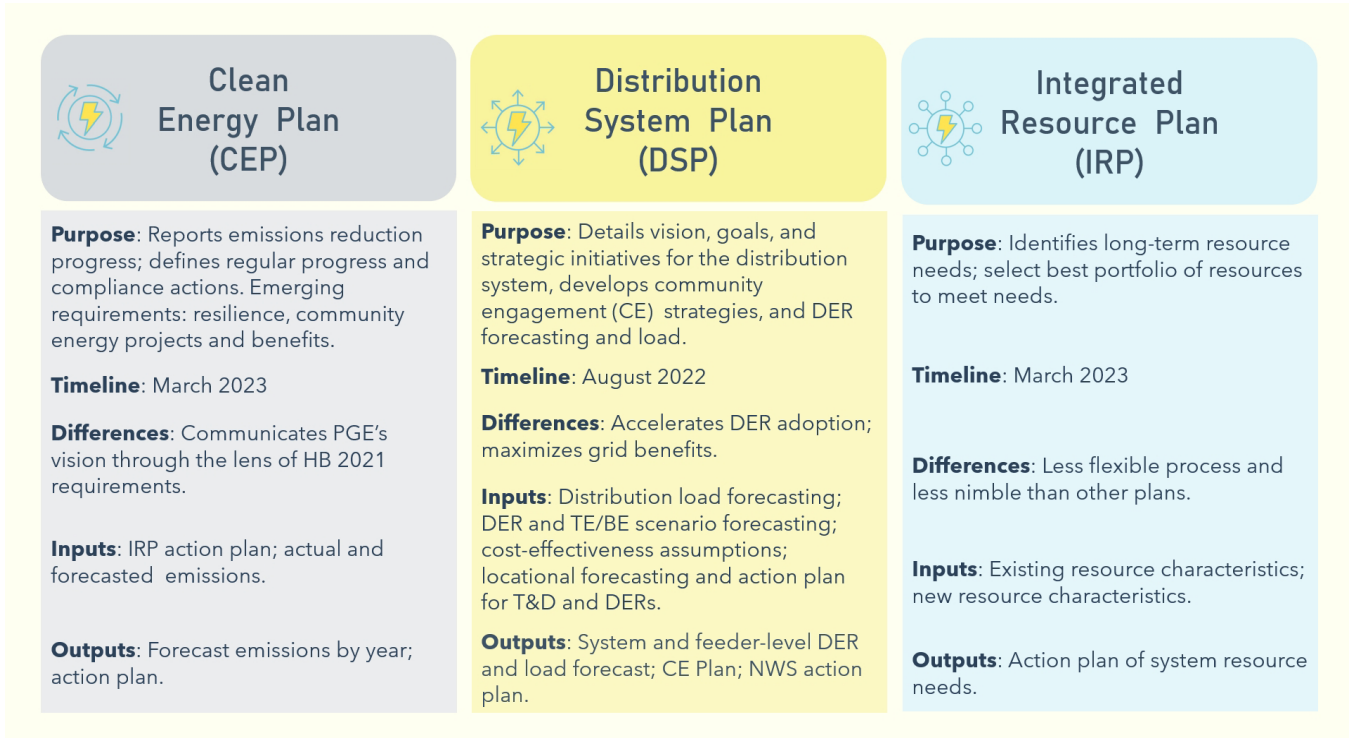 Clean
Energy Plan
(CEP)
Purpose: Reports emissions reduction
progress; defines regular progress and
compliance actions. Emerging
requirements: resilience, community
energy projects and benefits.
Timeline: March 2023
Differences: Communicates PGE’s
vision through the lens of HB 2021
requirements.
Inputs: IRP action plan; actual and
forecasted emissions.
Outputs: Forecast emissions by year;
action plan.
Distribution
System Plan
(DSP)
Purpose: Details vision, goals, and
strategic initiatives for the distribution
system, develops community
engagement (CE) strategies, and DER
forecasting and load.
Timeline: August 2022
Differences: Accelerates DER adoption;
maximizes grid benefits.
Inputs: Distribution load forecasting;
DER and TE/BE scenario forecasting;
cost-effectiveness assumptions;
locational forecasting and action plan
for T&D and DERs.
Outputs: System and feeder-level DER
and load forecast; CE Plan; NWS action
plan.
Integrated
Resource Plan
(IRP)
Purpose: Identifies long-term resource
needs; select best portfolio of resources
to meet needs.
Timeline: March 2023
Differences: Less flexible process and
less nimble than other plans.
Inputs: Existing resource characteristics;
new resource characteristics.
Outputs: Action plan of system resource
needs.